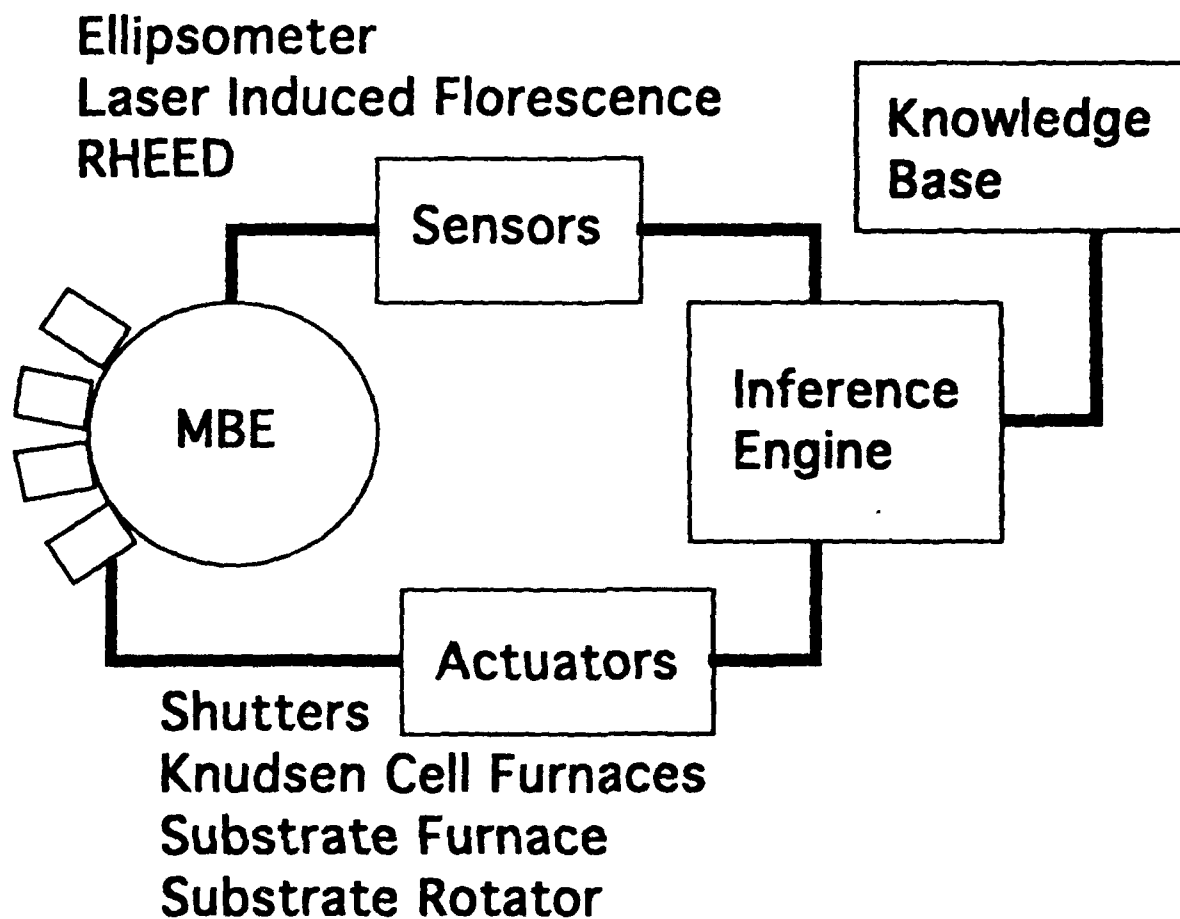 Ellipsometer
Laser Induced Florescence
RHEED
Knowledge
Base
Sensors
MBE
Inference
Engine
Actuators
Shutters
Knudsen Cell Furnaces
Substrate Furnace
Substrate Rotator